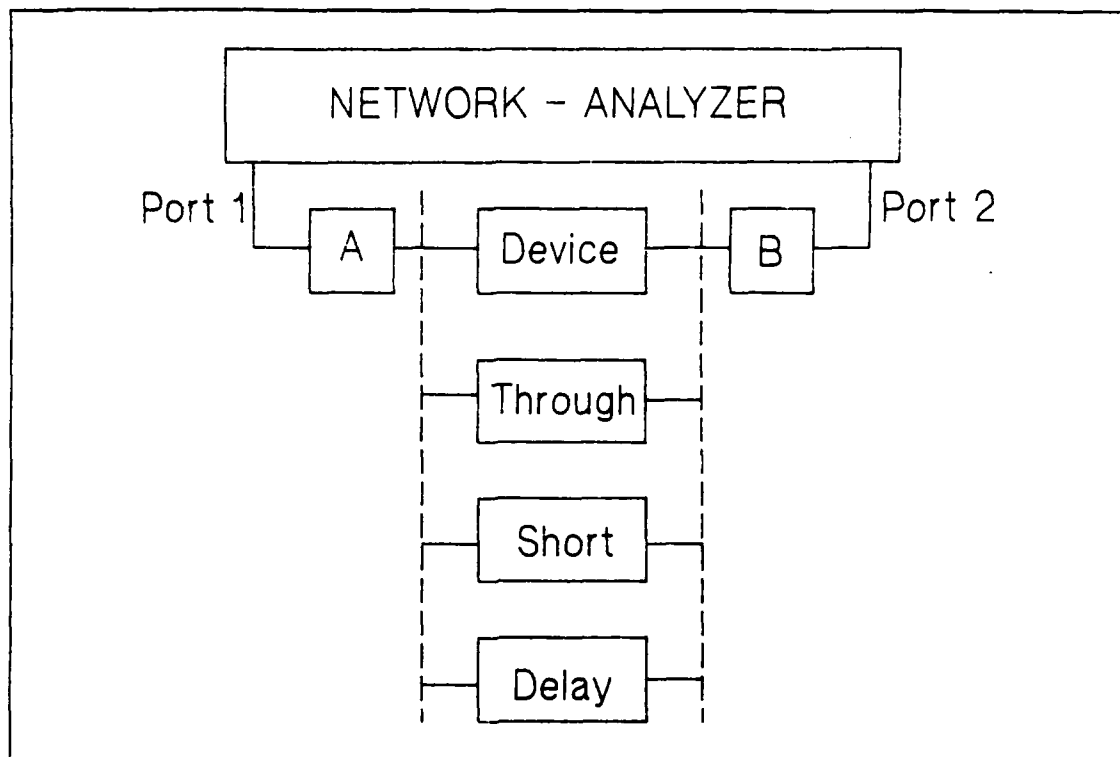 NETWORK - ANALYZER
Port 1
Port 2
A
Device
B
Through
Short
Delay